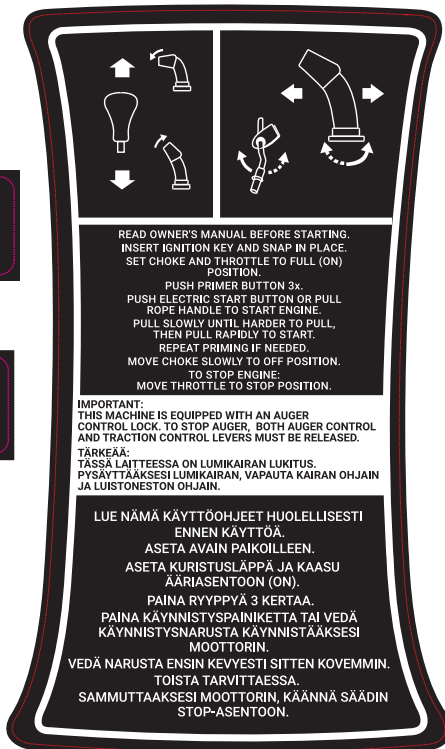 READ OWNER'S MANUAL BEFORE STARTING.
INSERT IGNITION KEY AND SNAP IN PLACE.
SET CHOKE AND THROTTLE TO FULL (ON)
POSITION.
PUSH PRIMER BUTTON 3x.
PUSH ELECTRIC START BUTTON OR PULL
ROPE HANDLE TO START ENGINE.
PULL SLOWLY UNTIL HARDER TO PULL,
THEN PULL RAPIDLY TO START.
REPEAT PRIMING IF NEEDED.
MOVE CHOKE SLOWLY TO OFF POSITION.
TO STOP ENGINE:
MOVE THROTTLE TO STOP POSITION.
IMPORTANT:
THIS MACHINE IS EQUIPPED WITH AN AUGER
CONTROL LOCK. TO STOP AUGER, BOTH AUGER CONTROL
AND TRACTION CONTROL LEVERS MUST BE RELEASED.
TÄRKEÄÄ:
TÄSSÄ LAITTEESSA ON LUMIKAIRAN LUKITUS.
PYSÄYTTÄÄKSESI LUMIKAIRAN, VAPAUTA KAIRAN OHJAIN
JA LUISTONESTON OHJAIN.
LUE NÄMÄ KÄYTTÖOHJEET HUOLELLISESTI
ENNEN KÄYTTÖÄ.
ASETA AVAIN PAIKOILLEEN.
ASETA KURISTUSLÄPPÄ JA KAASU
ÄÄRIASENTOON (ON).
PAINA RYYPPYÄ 3 KERTAA.
PAINA KÄYNNISTYSPAINIKETTA TAI VEDÄ
KÄYNNISTYSNARUSTA KÄYNNISTÄÄKSESI
MOOTTORIN.
VEDÄ NARUSTA ENSIN KEVYESTI SITTEN KOVEMMIN.
TOISTA TARVITTAESSA.
SAMMUTTAAKSESI MOOTTORIN, KÄÄNNÄ SÄÄDIN
STOP-ASENTOON.